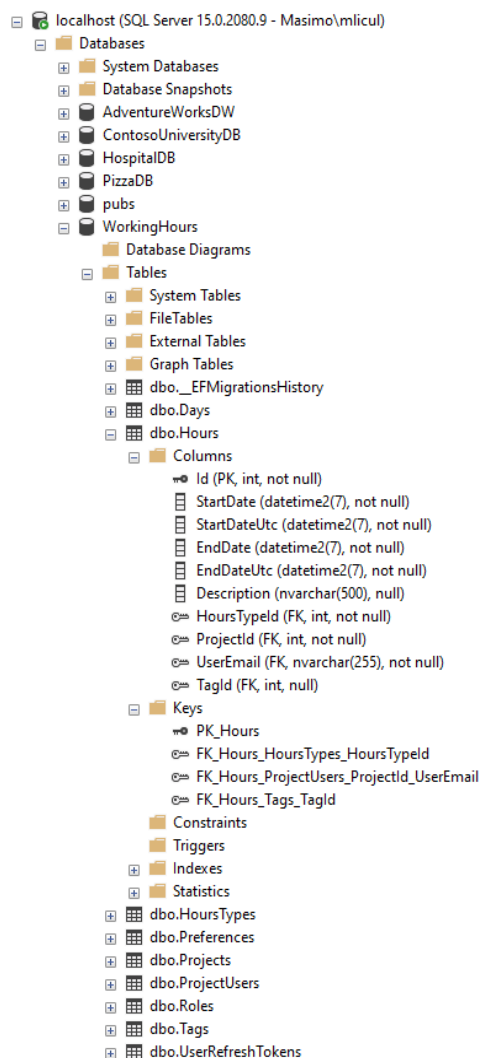 localhost (SQL Server 15.0.2080.9 - Masimo\mlicul)
Databases
System Databases
Database Snapshots
AdventureWorksDW
ContosoUniversityDB
HospitalDB
PizzaDB
pubs
WorkingHours
Database Diagrams
Tables
System Tables
FileTables
External Tables
Graph Tables
dbo.__EFMigrationsHistory
dbo.Days
dbo.Hours
Columns
Id (PK, int, not null)
StartDate (datetime2(7), not null)
StartDateUtc (datetime2(7), not null)
EndDate (datetime2(7), not null)
EndDateUtc (datetime2(7), not null)
Description (nvarchar(500), null)
HoursTypeId (FK, int, not null)
ProjectId (FK, int, not null)
UserEmail (FK, nvarchar(255), not null)
TagId (FK, int, null)
Keys
PK_Hours
FK_Hours_HoursTypes_HoursTypeId
FK_Hours_ProjectUsers_ProjectId_UserEmail
FK_Hours_Tags_TagId
Constraints
Triggers
Indexes
Statistics
dbo.HoursTypes
dbo.Preferences
dbo.Projects
dbo.ProjectUsers
dbo.Roles
dbo.Tags
dbo.UserRefreshTokens